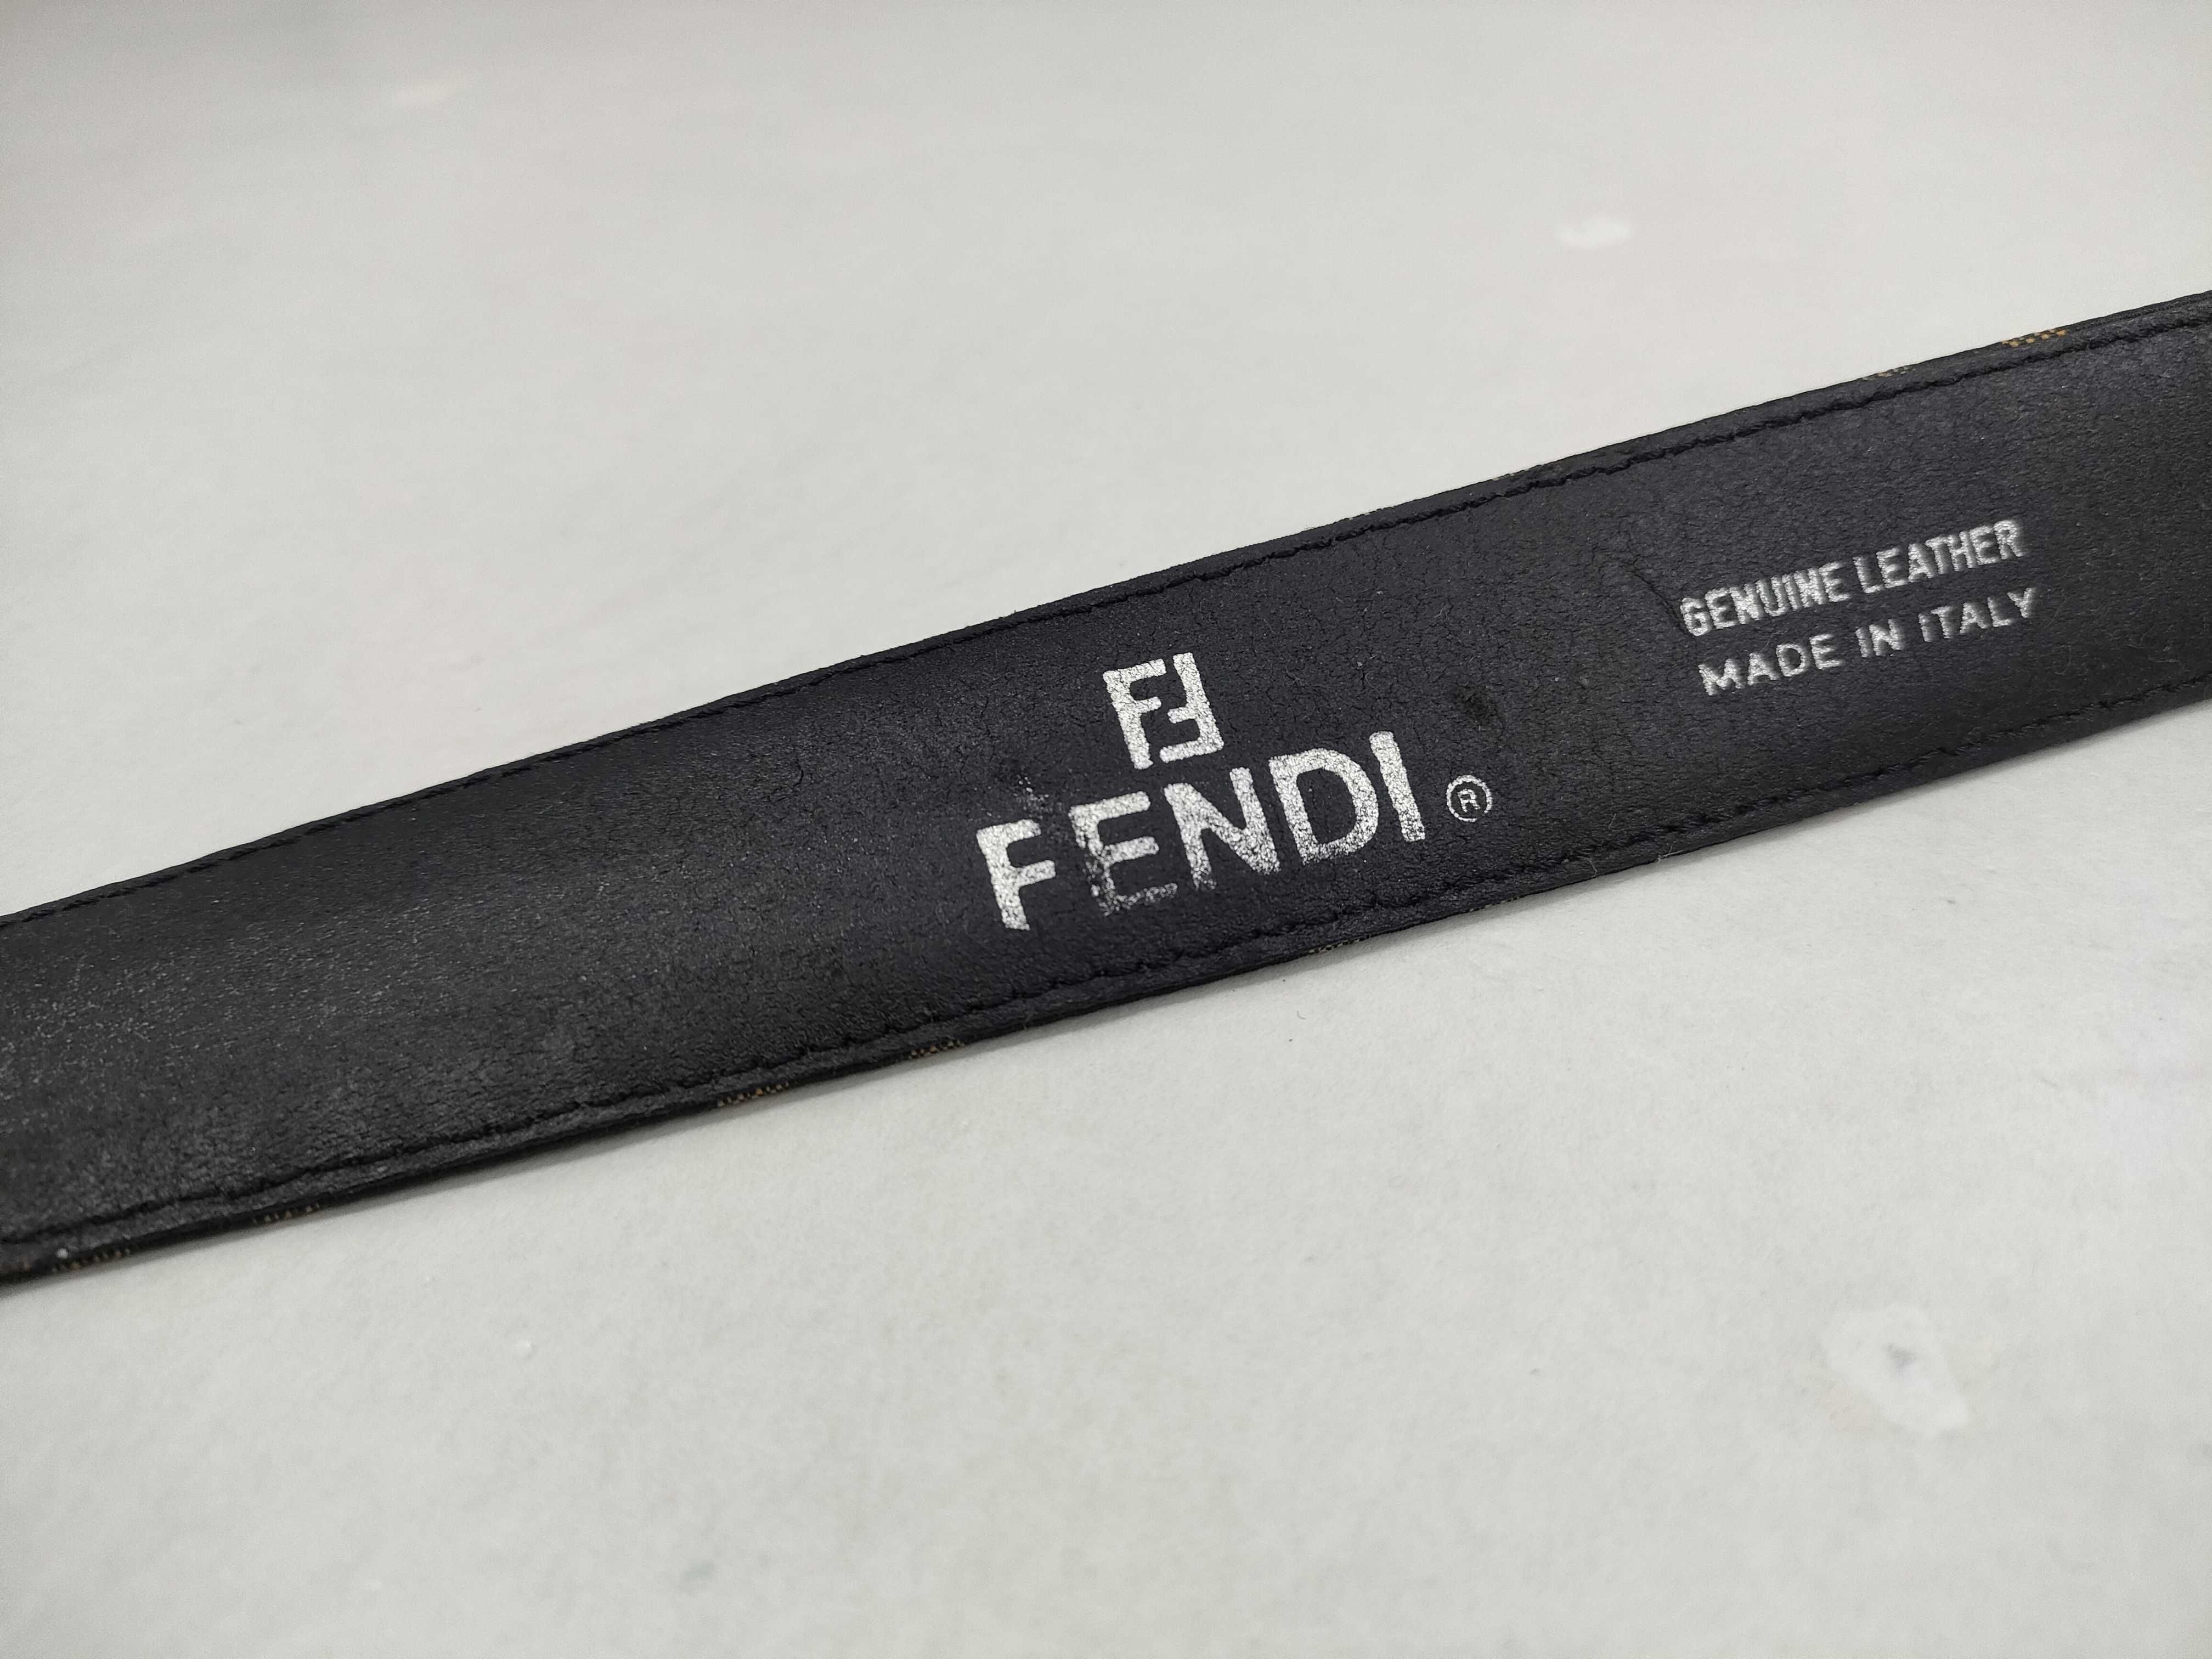 FF
FENDI ®
GENUINE LEATHER
MADE IN ITALY